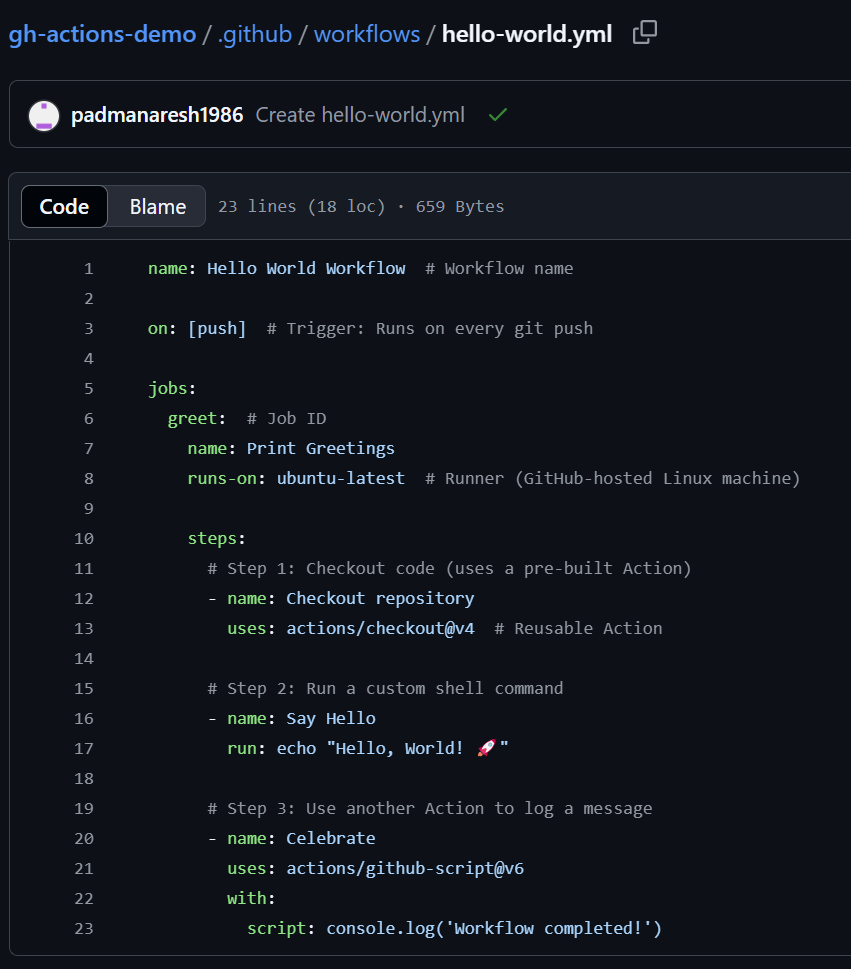 gh-actions-demo / .github / workflows / hello-world.yml
padmanaresh1986 Create hello-world.yml
Code Blame 23 lines (18 loc) · 659 Bytes
1 name: Hello World Workflow  # Workflow name
2
3 on: [push]  # Trigger: Runs on every git push
4
5 jobs:
6   greet:  # Job ID
7     name: Print Greetings
8     runs-on: ubuntu-latest  # Runner (GitHub-hosted Linux machine)
9
10     steps:
11       # Step 1: Checkout code (uses a pre-built Action)
12       - name: Checkout repository
13         uses: actions/checkout@v4  # Reusable Action
14
15       # Step 2: Run a custom shell command
16       - name: Say Hello
17         run: echo "Hello, World! 🚀"
18
19       # Step 3: Use another Action to log a message
20       - name: Celebrate
21         uses: actions/github-script@v6
22         with:
23           script: console.log('Workflow completed!')